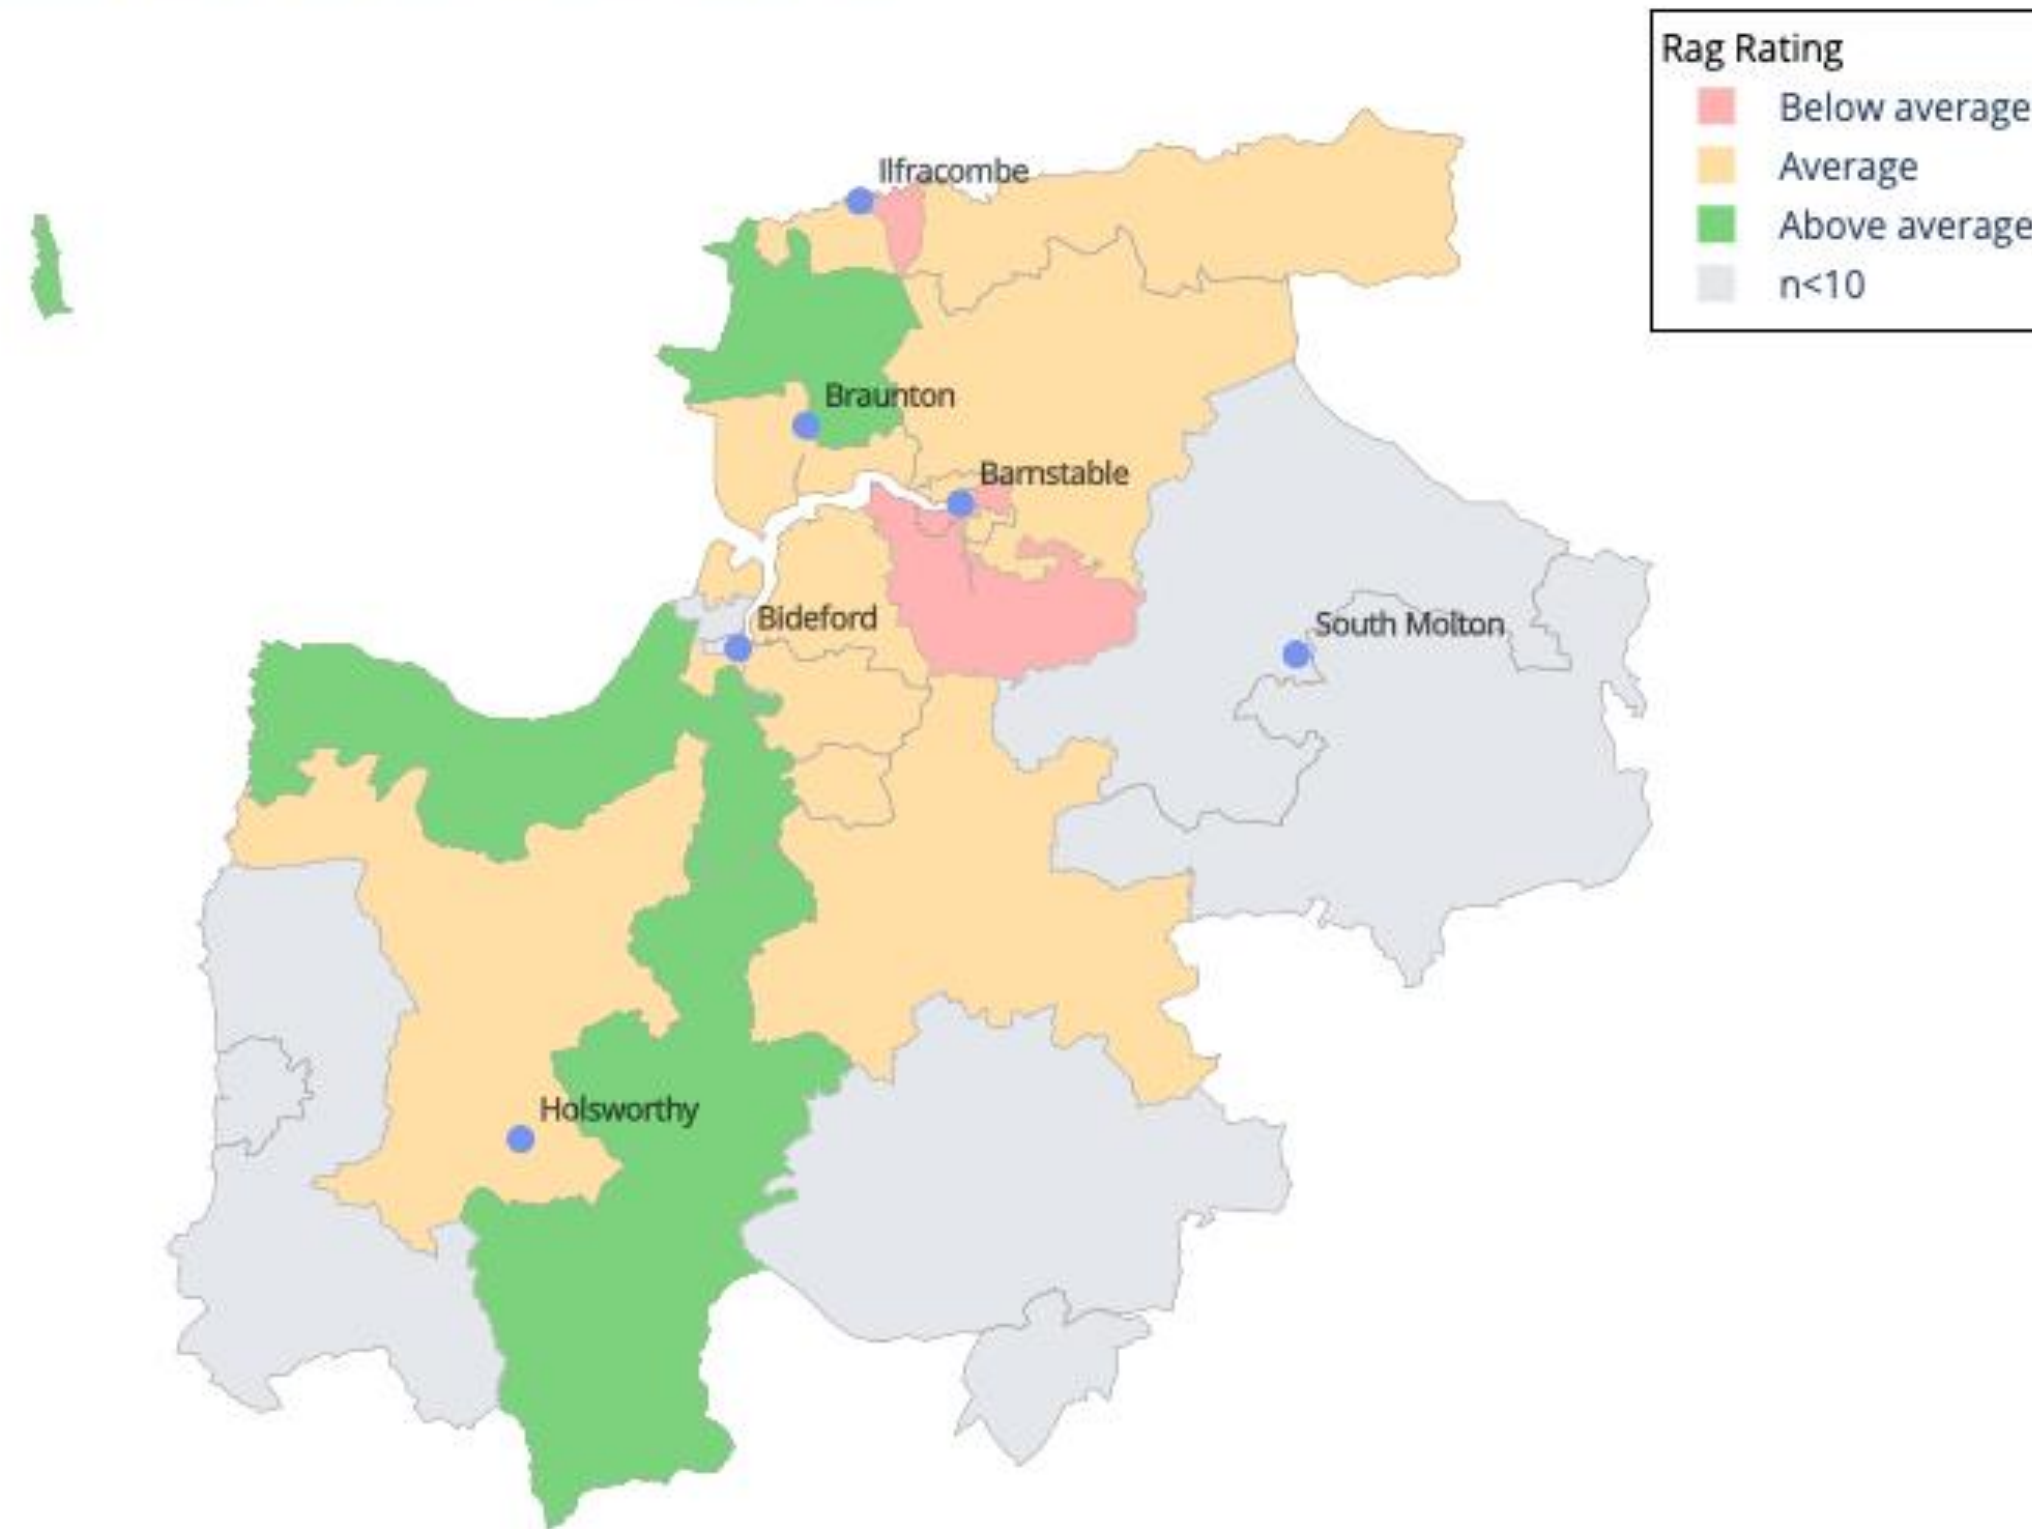 Rag Rating
Below average
Average
Above average
n<10
Ilfracombe
Braunton
Barnstable
Bideford
South Molton
Holsworthy